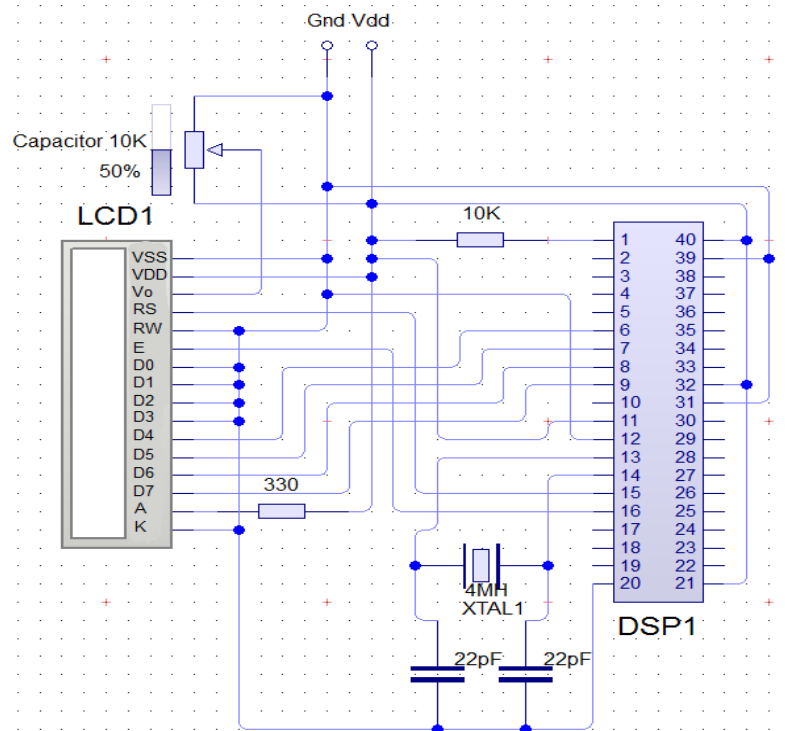 Gnd Vdd
Capacitor 10K
50%
LCD1
10K
VSS
VDD
Vo
RS
RW
E
D0
D1
D2
D3
D4
D5
D6
D7
A
K
330
1 40
2 39
3 38
4 37
5 36
6 35
7 34
8 33
9 32
10 31
11 30
12 29
13 28
14 27
15 26
16 25
17 24
18 23
19 22
20 21
4MH
XTAL1
DSP1
22pF 22pF